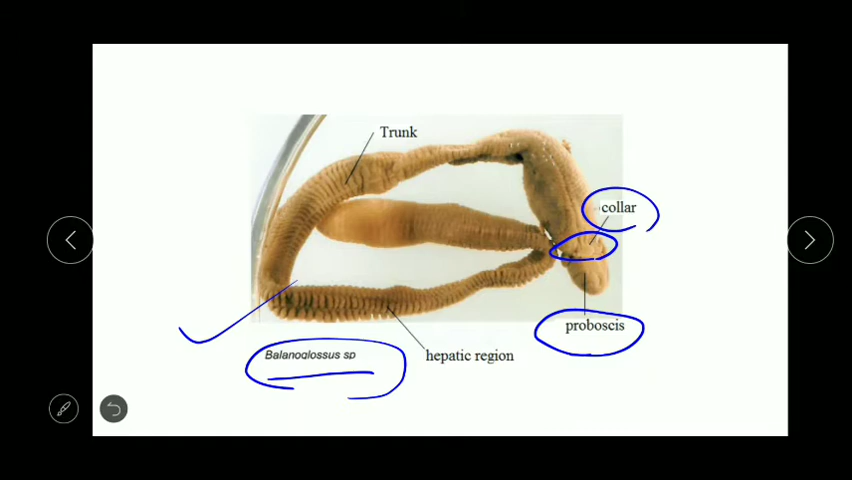 Trunk
collar
proboscis
Balanoglossus sp
hepatic region